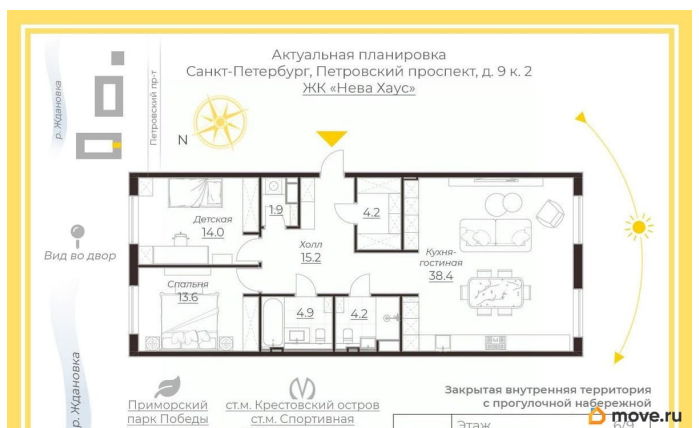 Актуальная планировка
Санкт-Петербург, Петровский проспект, д. 9 к. 2
ЖК «Нева Хаус»
р. Ждановка
Петровский пр-т
N
Детская
14.0
1.9
4.2
Холл
15.2
Кухня-
гостиная
38.4
Вид во двор
Спальня
13.6
4.9
4.2
р. Ждановка
Приморский
парк Победы
ст.м. Крестовский остров
ст.м. Спортивная
Закрытая внутренняя территория
с прогулочной набережной
Этаж
6/9
move.ru